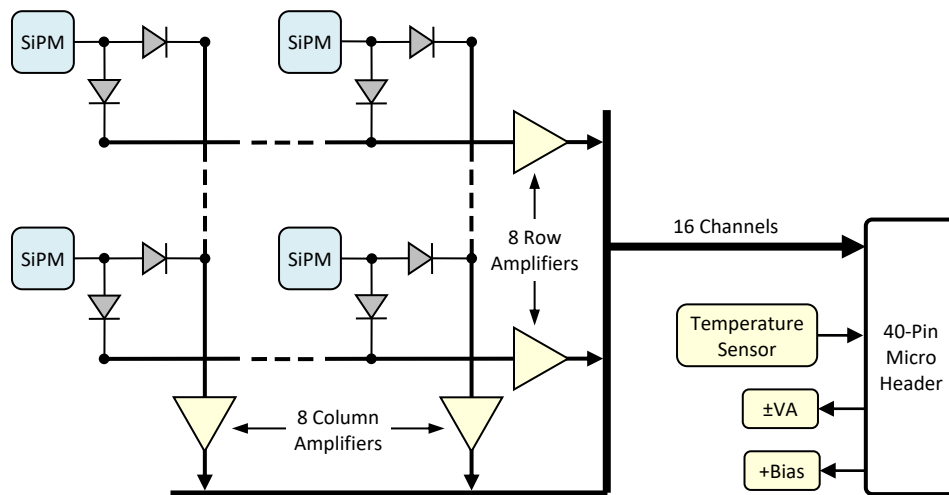 SiPM
SiPM
8 Row
Amplifiers
16 Channels
SiPM
SiPM
Temperature
Sensor
40-Pin
Micro
Header
8 Column
Amplifiers
±VA
+Bias